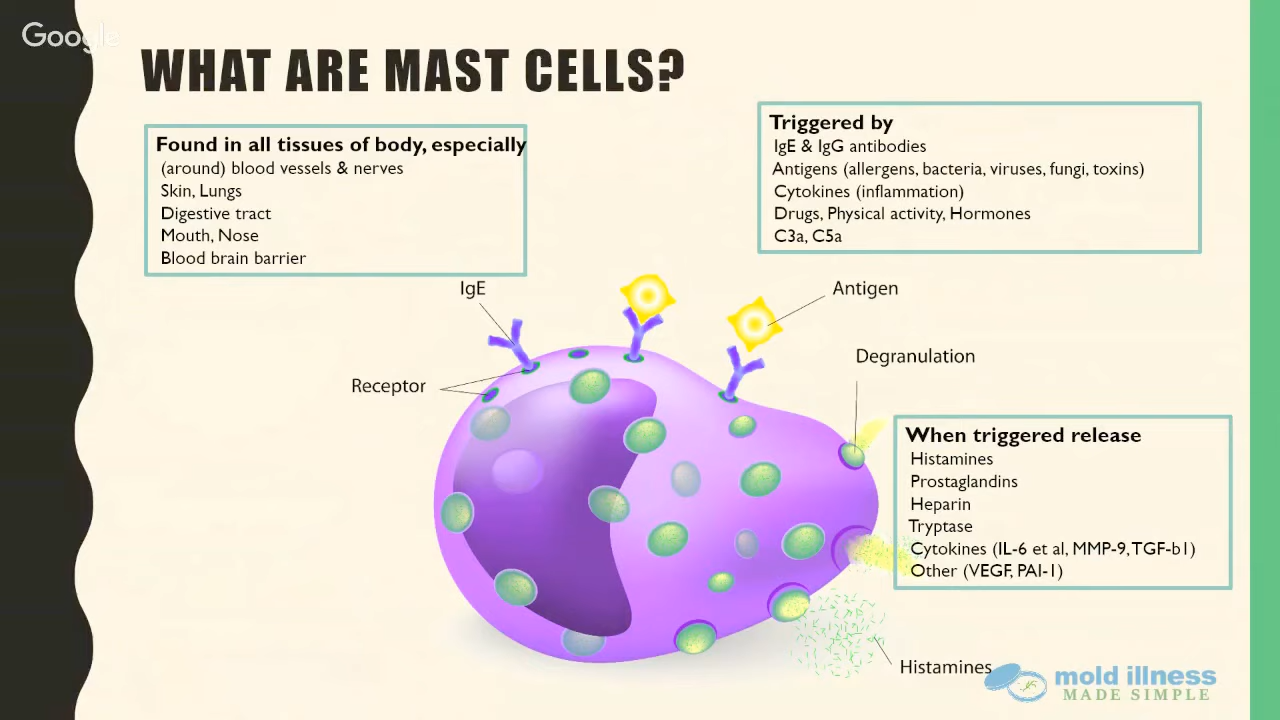 Google
WHAT ARE MAST CELLS?
Found in all tissues of body, especially
(around) blood vessels & nerves
Skin, Lungs
Digestive tract
Mouth, Nose
Blood brain barrier
Triggered by
IgE & IgG antibodies
Antigens (allergens, bacteria, viruses, fungi, toxins)
Cytokines (inflammation)
Drugs, Physical activity, Hormones
C3a, C5a
IgE
Antigen
Receptor
Degranulation
When triggered release
Histamines
Prostaglandins
Heparin
Tryptase
Cytokines (IL-6 et al, MMP-9, TGF-b1)
Other (VEGF, PAI-1)
Histamines
mold illness
MADE SIMPLE